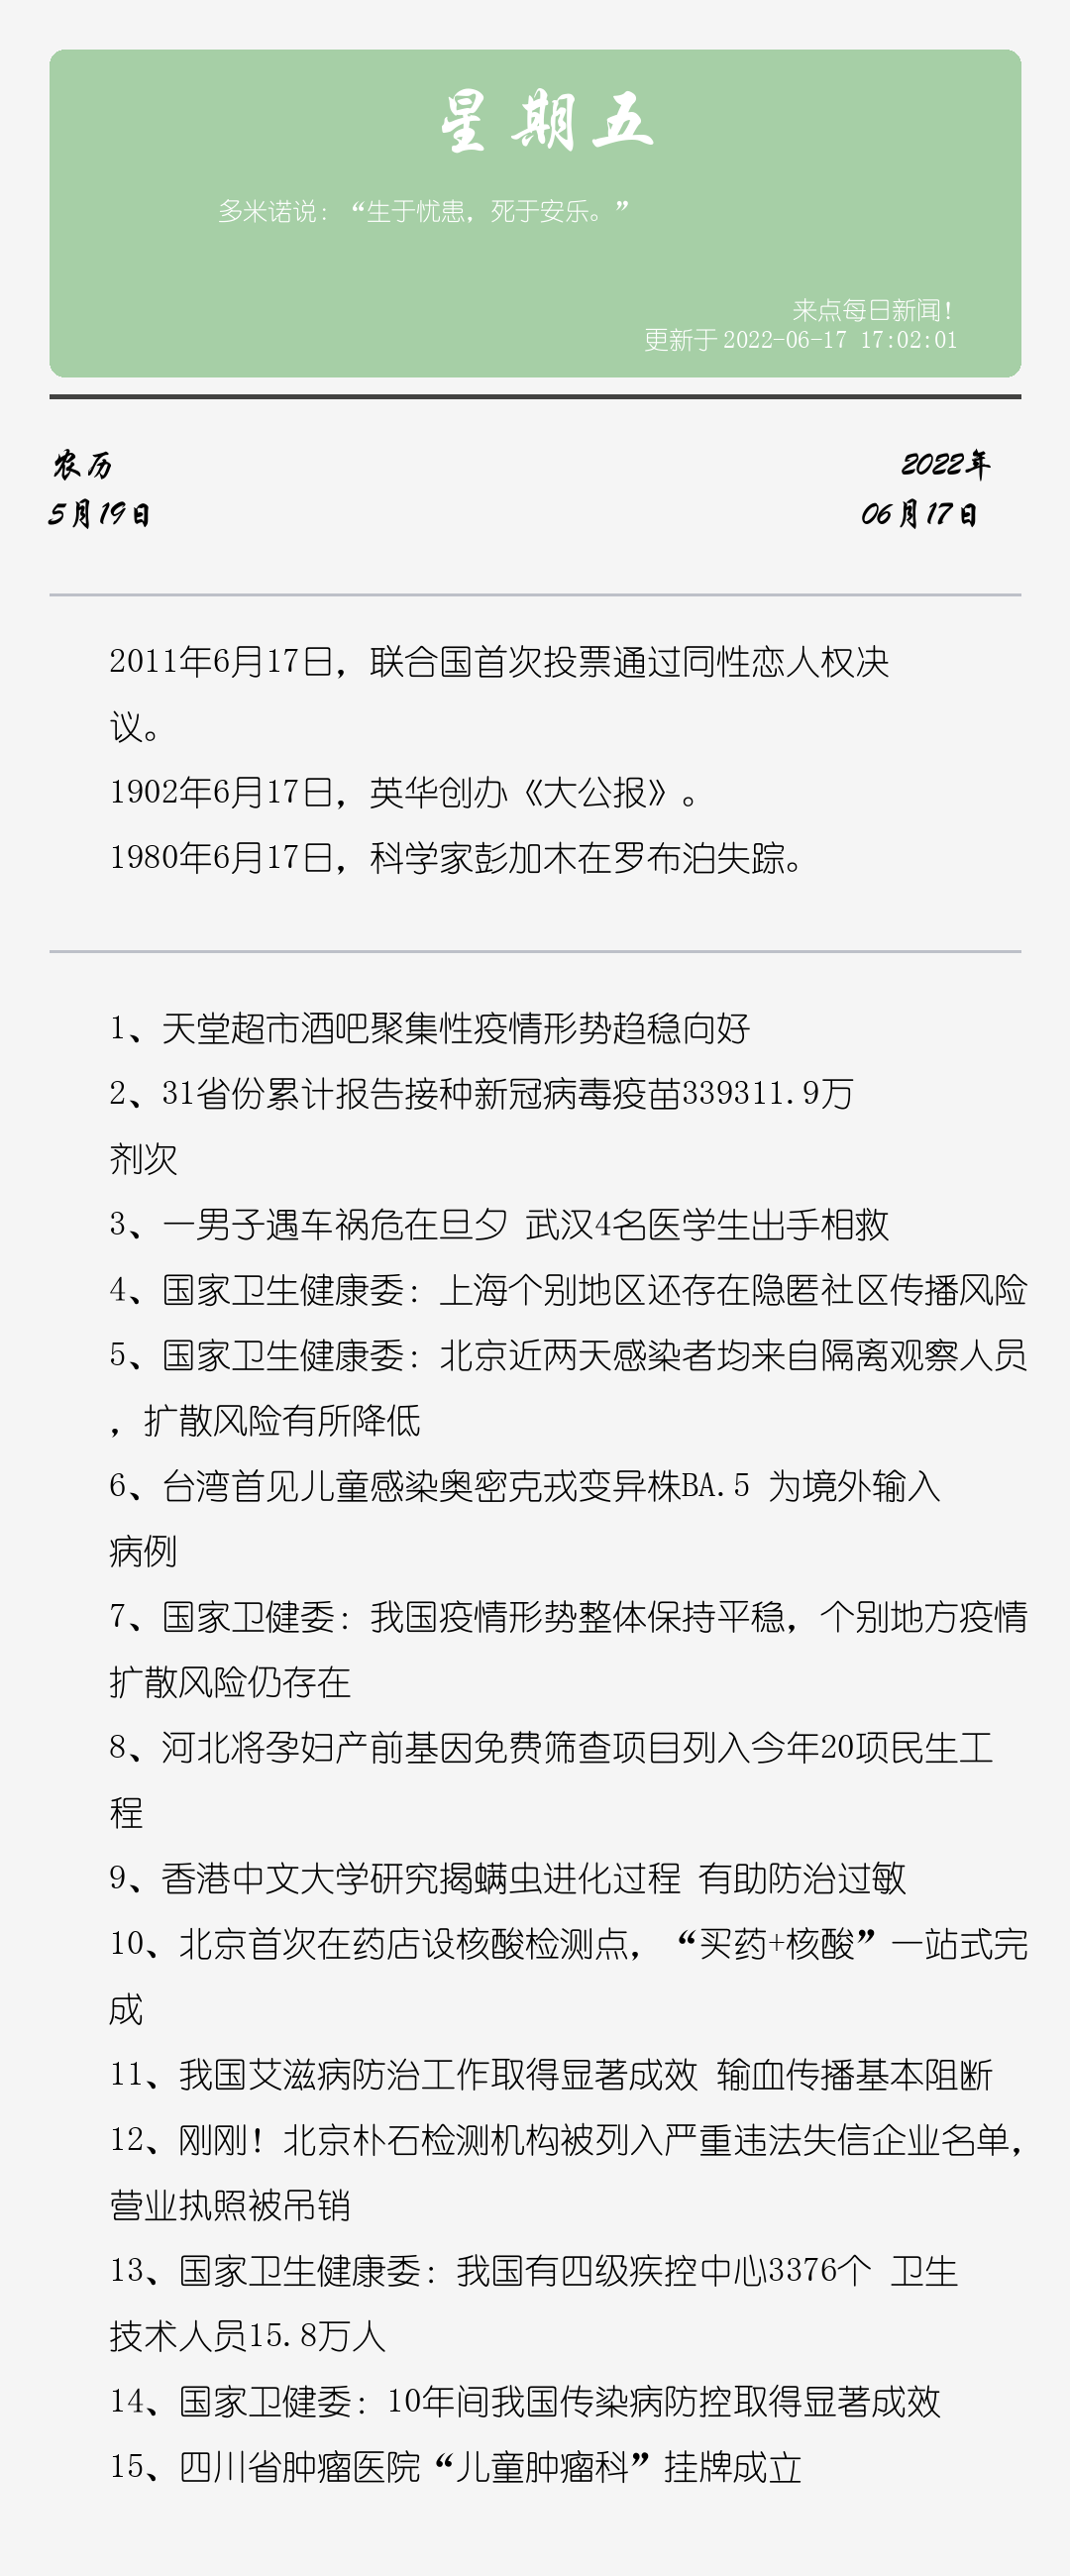 星期五
多米诺说：“生于忧患，死于安乐。”
来点每日新闻！
更新于 2022-06-17 17:02:01
农历
2022年
5月19日
06月17日
2011年6月17日，联合国首次投票通过同性恋人权决
议。
1902年6月17日，英华创办《大公报》。
1980年6月17日，科学家彭加木在罗布泊失踪。
1、天堂超市酒吧聚集性疫情形势趋稳向好
2、31省份累计报告接种新冠病毒疫苗339311.9万
剂次
3、一男子遇车祸危在旦夕 武汉4名医学生出手相救
4、国家卫生健康委：上海个别地区还存在隐匿社区传播风险
5、国家卫生健康委：北京近两天感染者均来自隔离观察人员
，扩散风险有所降低
6、台湾首见儿童感染奥密克戎变异株BA.5 为境外输入
病例
7、国家卫健委：我国疫情形势整体保持平稳，个别地方疫情
扩散风险仍存在
8、河北将孕妇产前基因免费筛查项目列入今年20项民生工
程
9、香港中文大学研究揭螨虫进化过程 有助防治过敏
10、北京首次在药店设核酸检测点，“买药+核酸”一站式完
成
11、我国艾滋病防治工作取得显著成效 输血传播基本阻断
12、刚刚！北京朴石检测机构被列入严重违法失信企业名单，
营业执照被吊销
13、国家卫生健康委：我国有四级疾控中心3376个 卫生
技术人员15.8万人
14、国家卫健委：10年间我国传染病防控取得显著成效
15、四川省肿瘤医院“儿童肿瘤科”挂牌成立